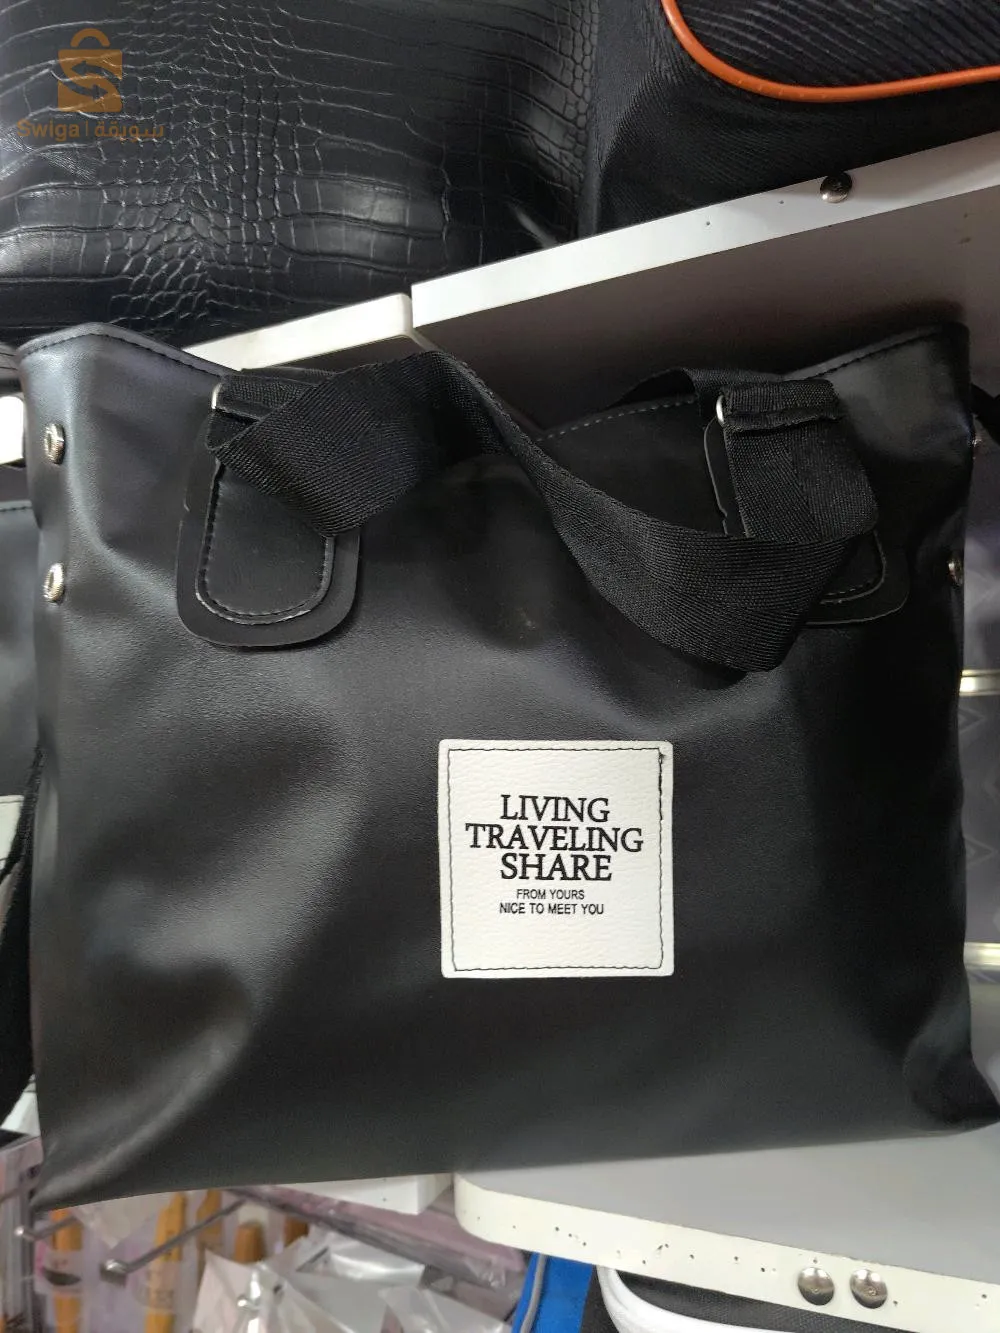 Swiga | سويقة
LIVING
TRAVELING
SHARE
FROM YOURS
NICE TO MEET YOU